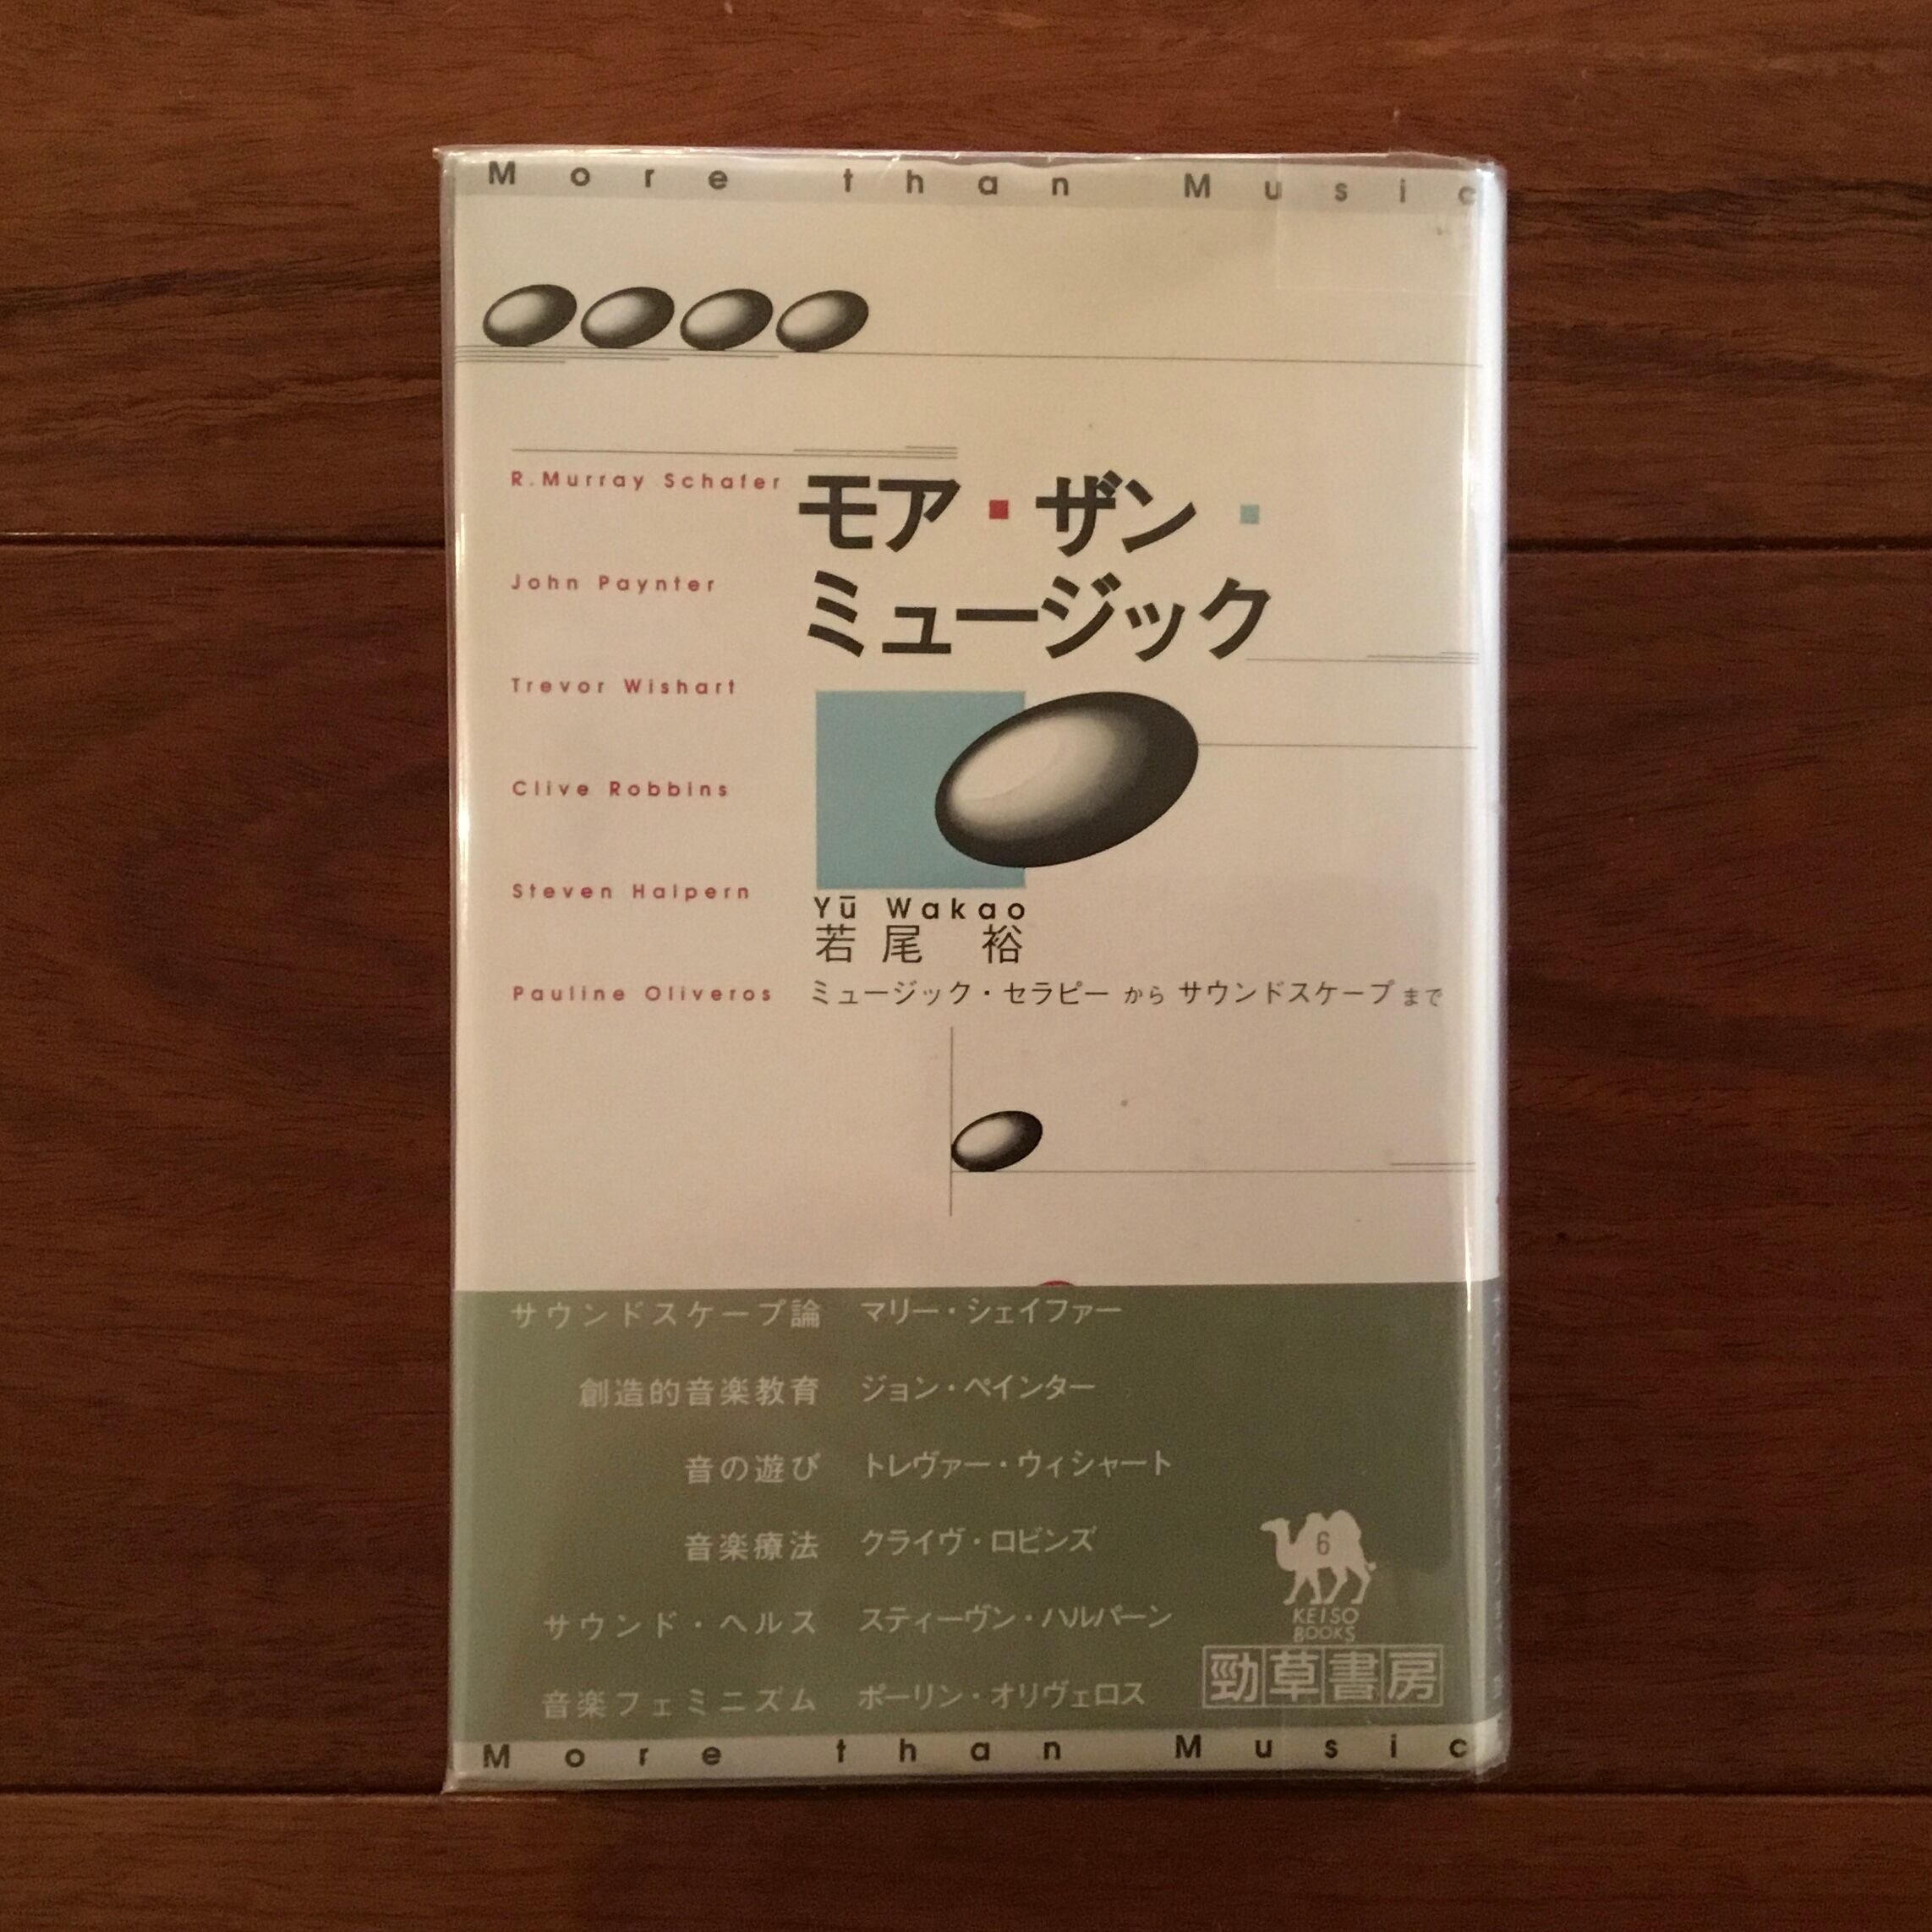 More than Music
R.Murray Schafer
モア・ザン・
ミュージック
John Paynter
Trevor Wishart
Clive Robbins
Steven Halpern
Yū Wakao
若尾 裕
Pauline Oliveros
ミュージック・セラピーからサウンドスケープまで
サウンドスケープ論 マリー・シェイファー
創造的音楽教育 ジョン・ペインター
音の遊び トレヴァー・ウィシャート
音楽療法 クライヴ・ロビンズ
サウンド・ヘルス スティーヴン・ハルパーン
音楽フェミニズム ポーリン・オリヴェロス
6
KEISO
BOOKS
勁草書房
More than Music